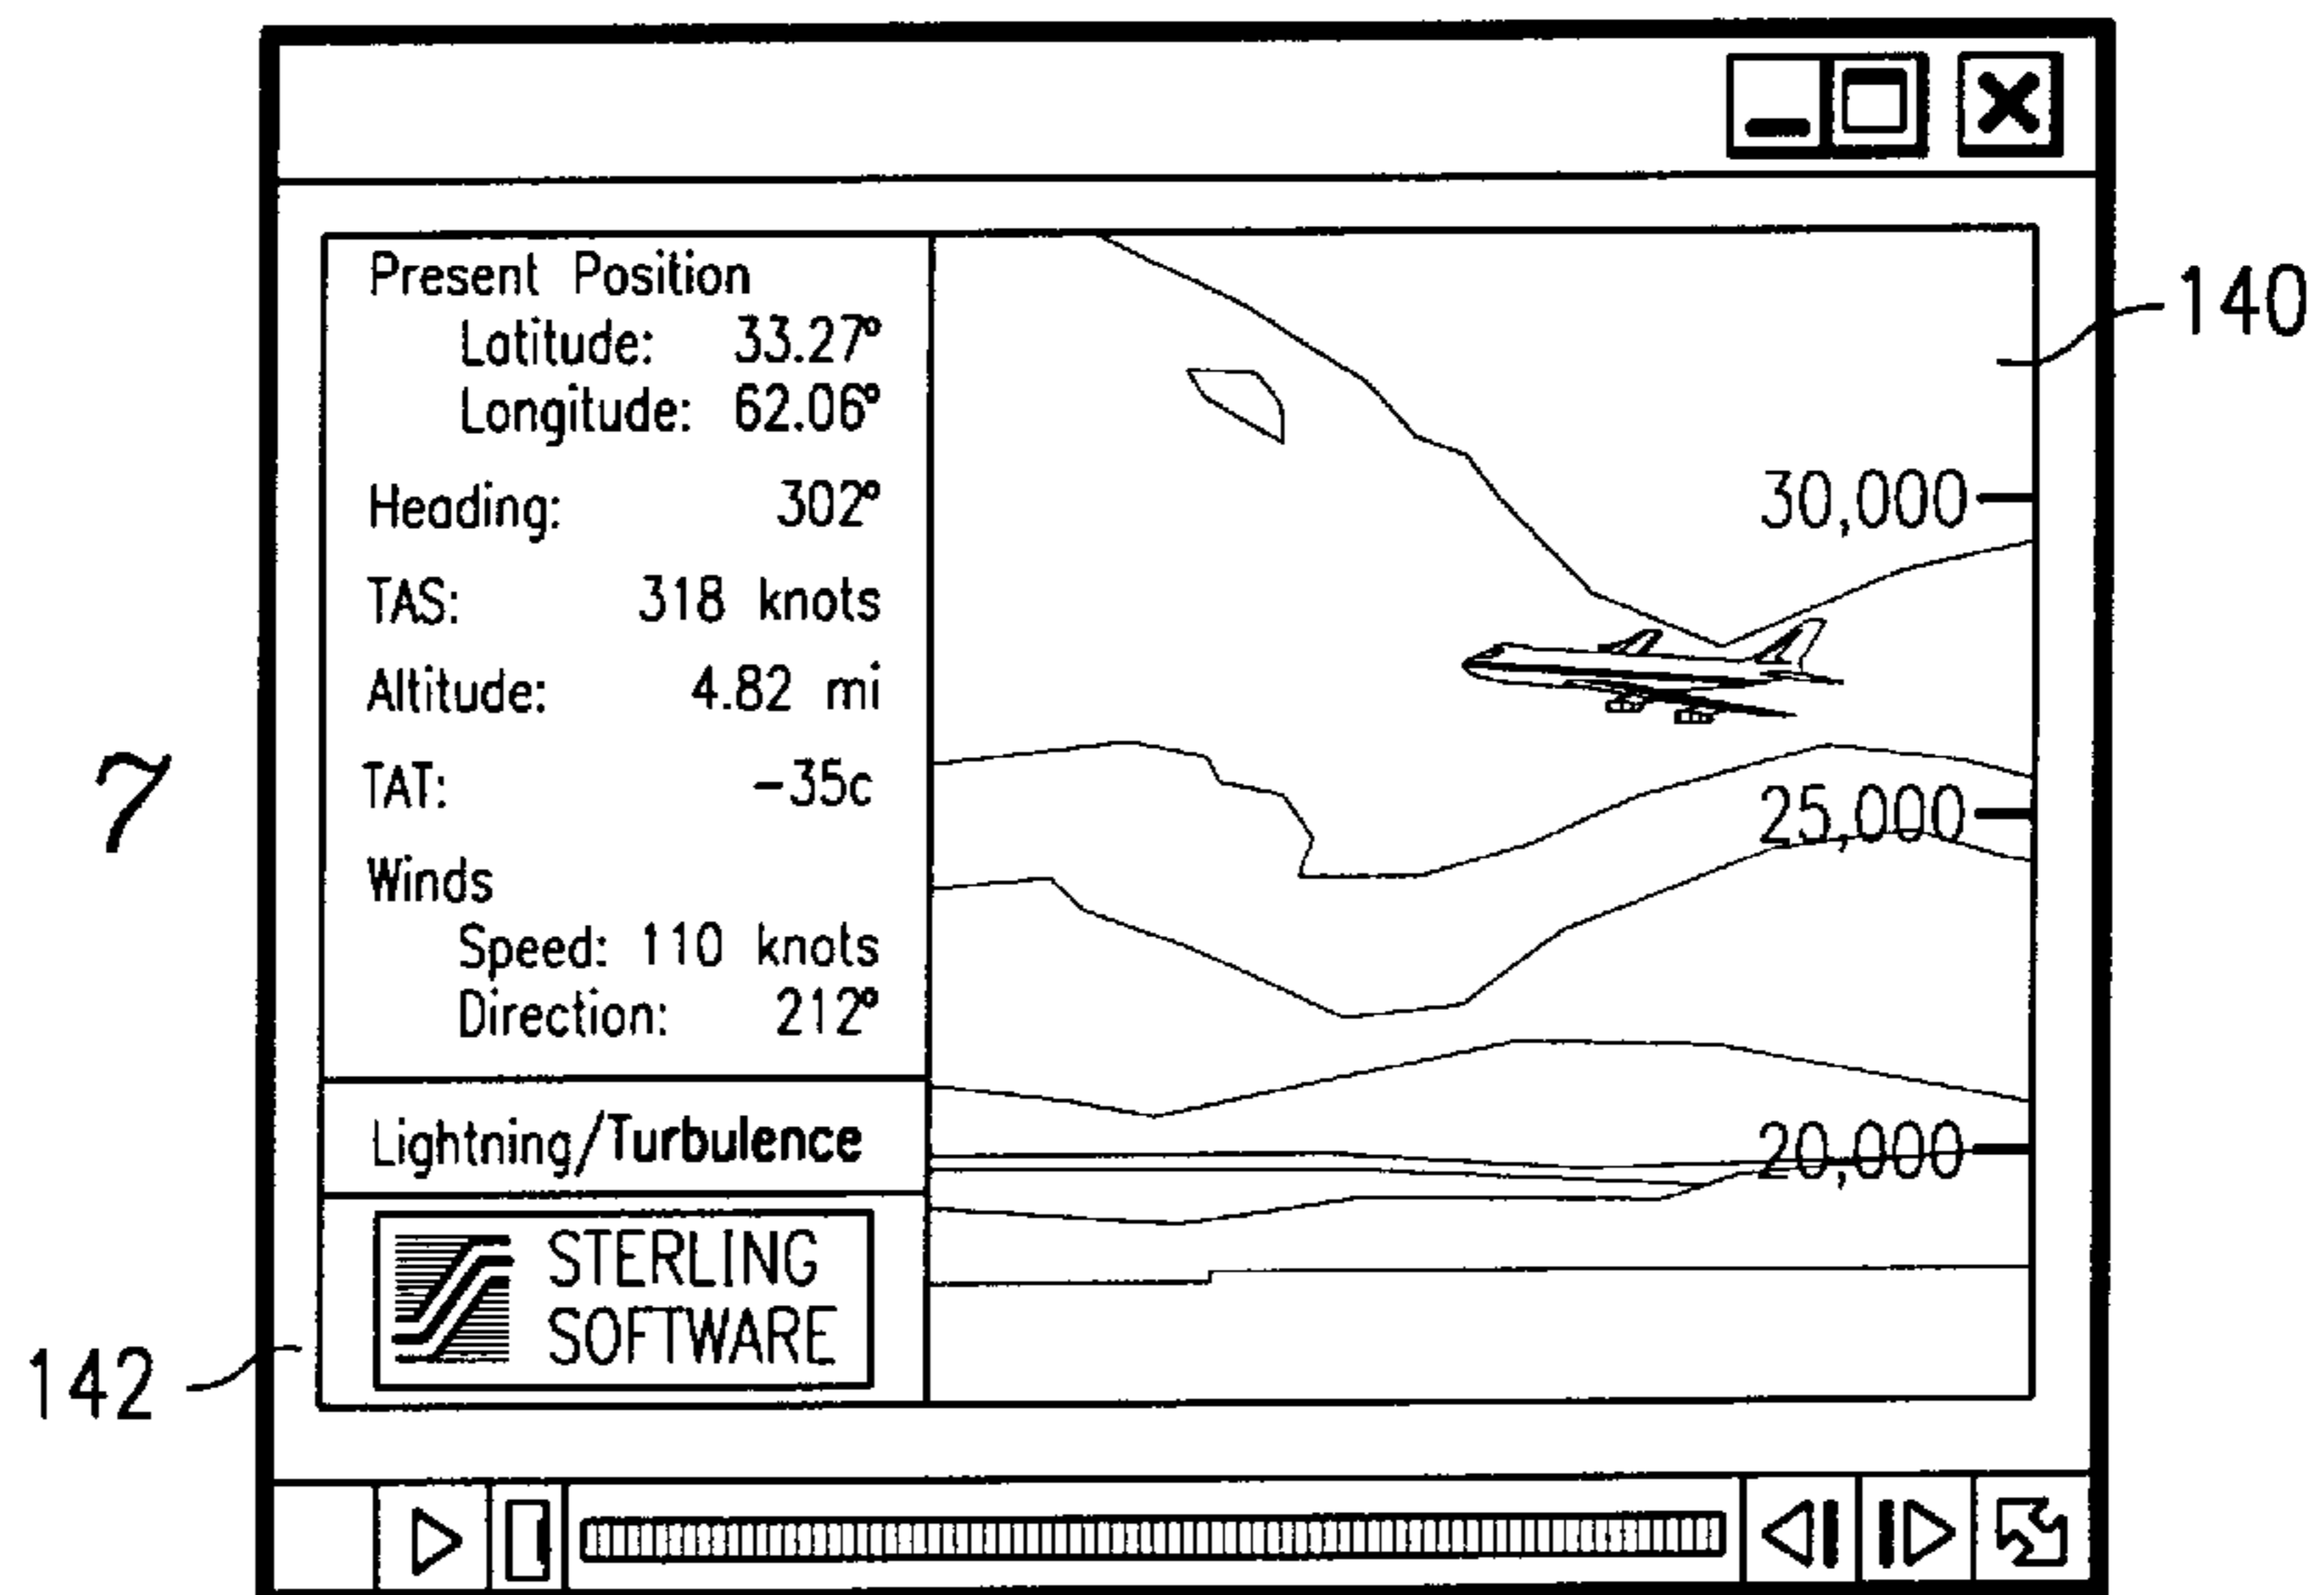 Present Position
Latitude: 33.27°
Longitude: 62.06°
Heading: 302°
TAS: 318 knots
Altitude: 4.82 mi
TAT: -35c
Winds
Speed: 110 knots
Direction: 212°
Lightning/Turbulence
STERLING
SOFTWARE
30,000
25,000
20,000
140
142
7